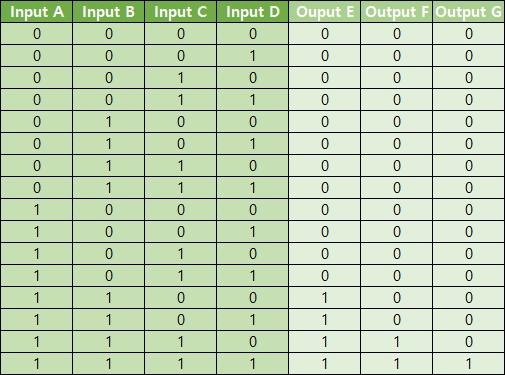 Input A Input B Input C Input D Ouput E Output F Output G
0 0 0 0 0 0 0
0 0 0 1 0 0 0
0 0 1 0 0 0 0
0 0 1 1 0 0 0
0 1 0 0 0 0 0
0 1 0 1 0 0 0
0 1 1 0 0 0 0
0 1 1 1 0 0 0
1 0 0 0 0 0 0
1 0 0 1 0 0 0
1 0 1 0 0 0 0
1 0 1 1 0 0 0
1 1 0 0 1 0 0
1 1 0 1 1 0 0
1 1 1 0 1 1 0
1 1 1 1 1 1 1